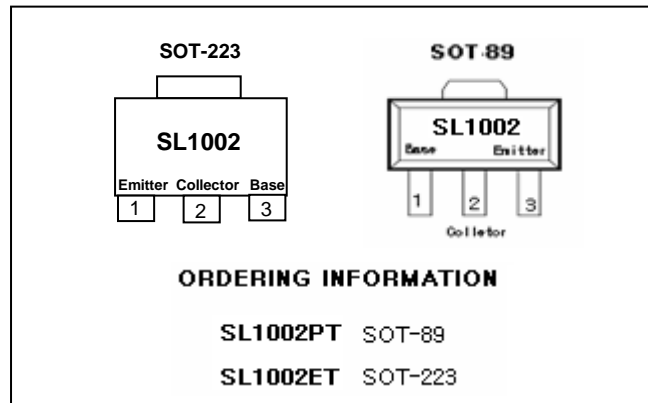 SOT-223
SL1002
Emitter Collector Base
1 2 3
SOT-89
SL1002
Base Emitter
1 2 3
Colletor
ORDERING INFORMATION
SL1002PT SOT-89
SL1002ET SOT-223